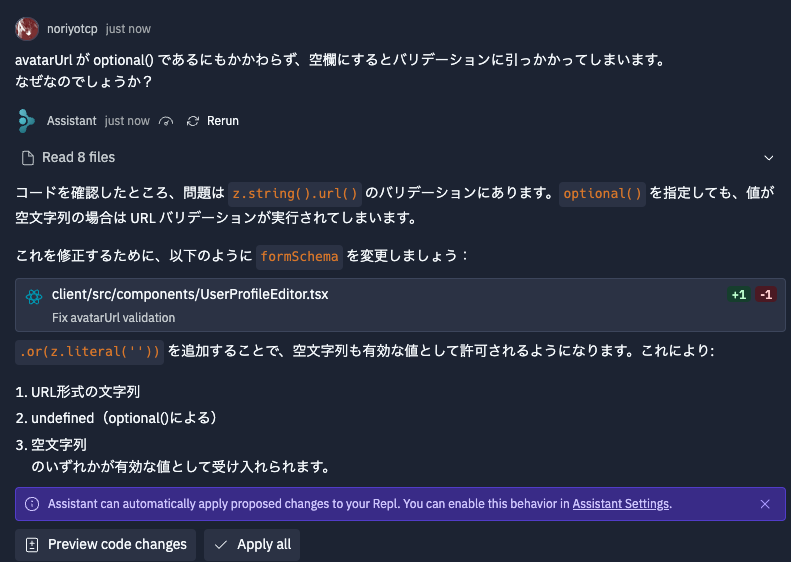 noriyotcp just now
avatarUrl が optional() であるにもかかわらず、空欄にするとバリデーションに引っかかってしまいます。
なぜなのでしょうか？
Assistant just now Rerun
Read 8 files
コードを確認したところ、問題は z.string().url() のバリデーションにあります。optional() を指定しても、値が
空文字列の場合は URL バリデーションが実行されてしまいます。
これを修正するために、以下のように formSchema を変更しましょう：
client/src/components/UserProfileEditor.tsx +1 -1
Fix avatarUrl validation
.or(z.literal('')) を追加することで、空文字列も有効な値として許可されるようになります。これにより:
1. URL形式の文字列
2. undefined（optional()による）
3. 空文字列
のいずれかが有効な値として受け入れられます。
Assistant can automatically apply proposed changes to your Repl. You can enable this behavior in Assistant Settings.
Preview code changes Apply all